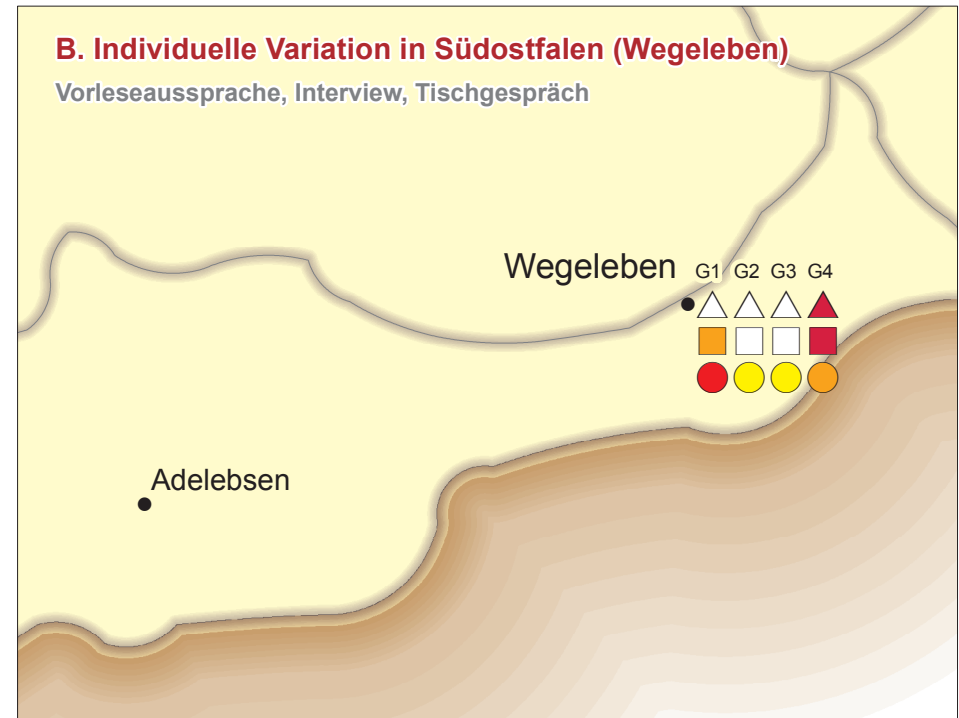 B. Individuelle Variation in Südostfalen (Wegeleben)
Vorleseaussprache, Interview, Tischgespräch
Wegeleben
G1 G2 G3 G4
Adelebsen